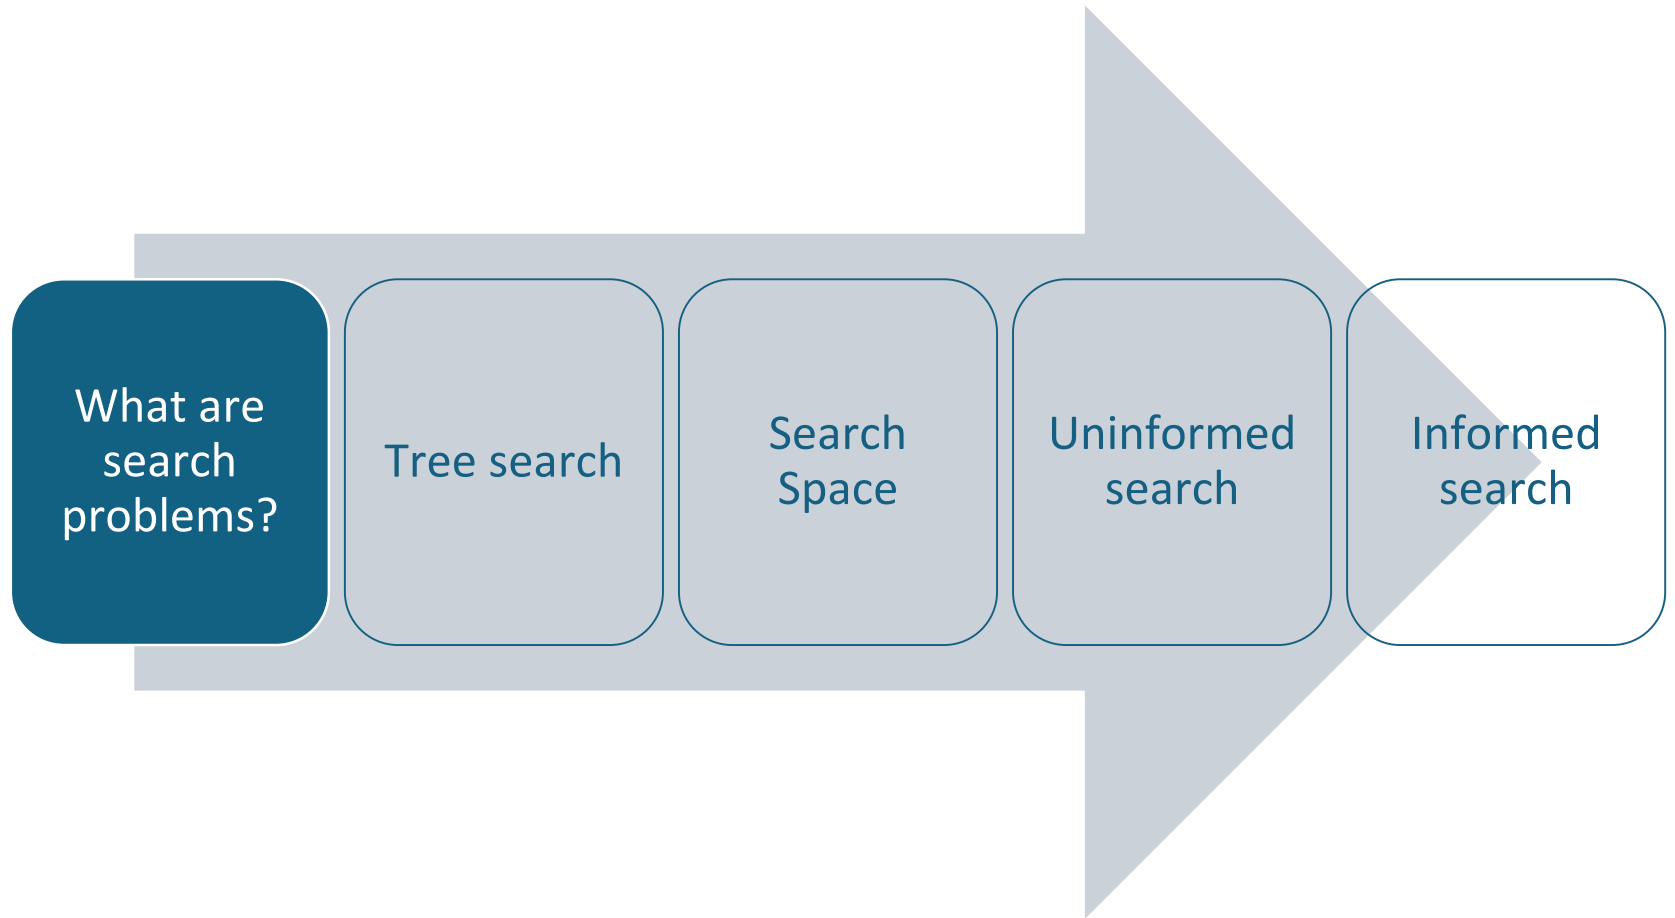 What are
search
problems?
Tree search
Search
Space
Uninformed
search
Informed
search